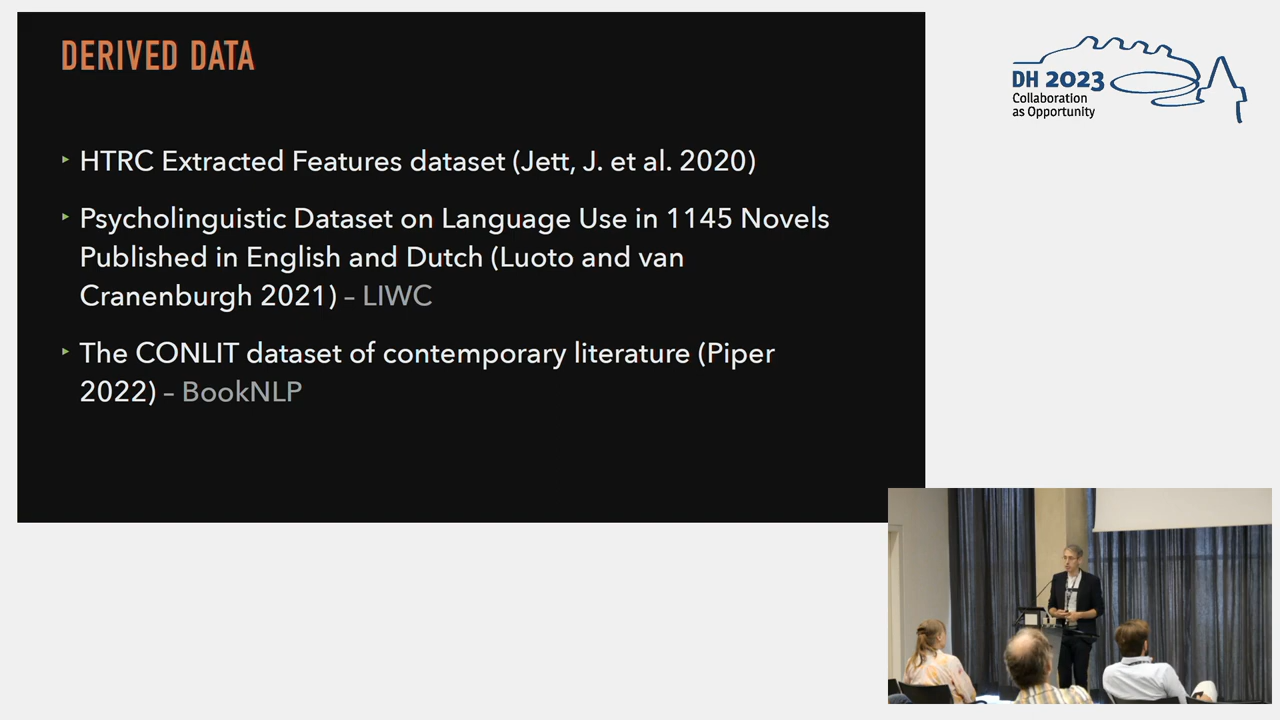 DERIVED DATA
‣ HTRC Extracted Features dataset (Jett, J. et al. 2020)
‣ Psycholinguistic Dataset on Language Use in 1145 Novels
Published in English and Dutch (Luoto and van
Cranenburgh 2021) – LIWC
‣ The CONLIT dataset of contemporary literature (Piper
2022) – BookNLP
DH 2023
Collaboration
as Opportunity